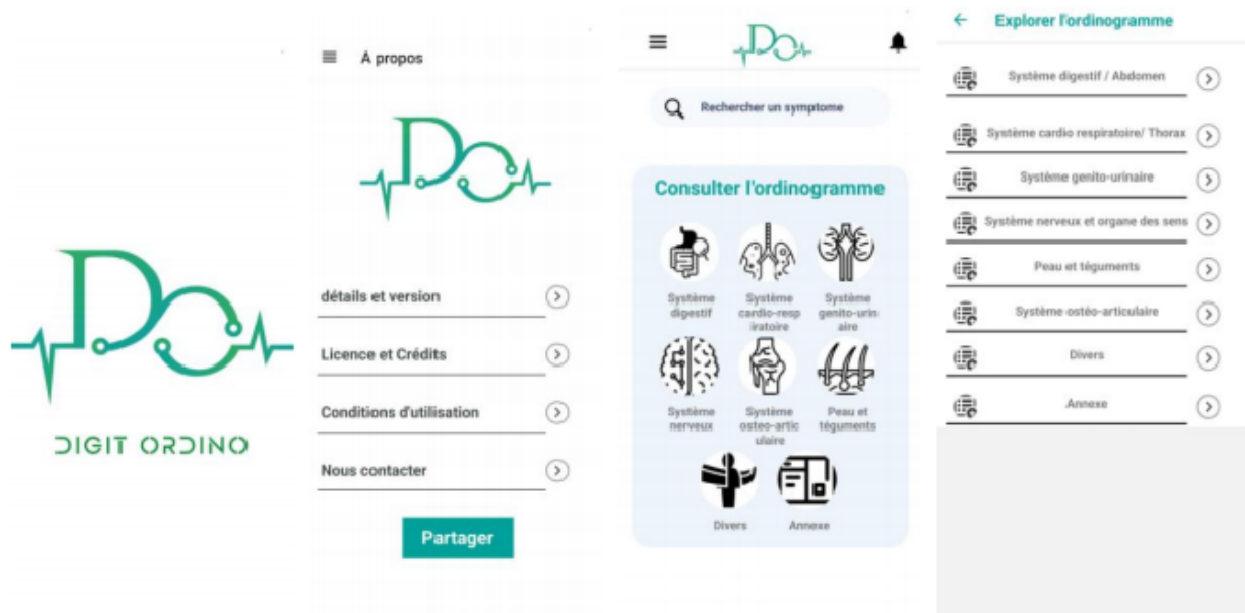 DIGIT ORDINO
À propos
détails et version
Licence et Crédits
Conditions d'utilisation
Nous contacter
Partager
Rechercher un symptome
Consulter l'ordinogramme
Système
digestif
Système
cardio-resp
iratoire
Système
genito-urin
aire
Système
nerveux
Système
osteo-artic
ulaire
Peau et
téguments
Divers
Annexe
Explorer l'ordinogramme
Système digestif / Abdomen
Système cardio respiratoire/ Thorax
Système genito-urinaire
Système nerveux et organe des sens
Peau et téguments
Système ostéo-articulaire
Divers
Annexe